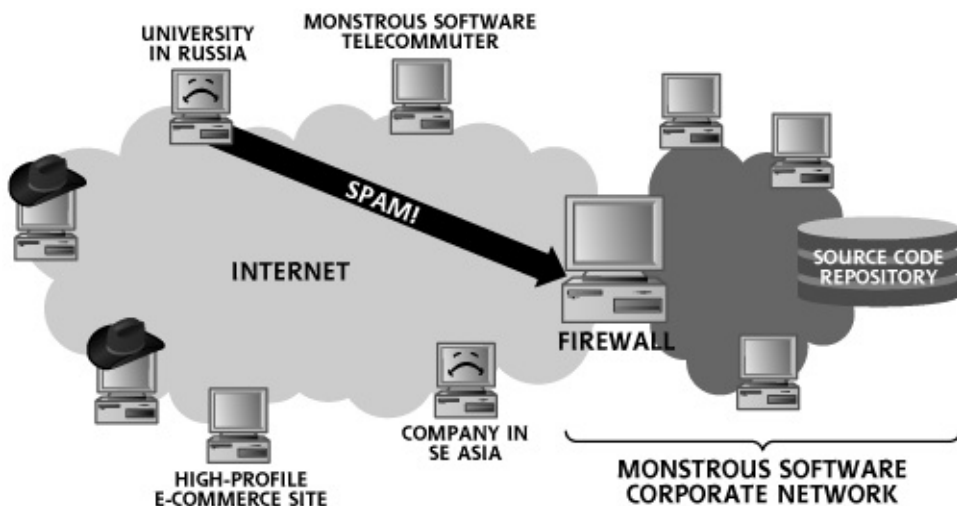 UNIVERSITY
IN RUSSIA
MONSTROUS SOFTWARE
TELECOMMUTER
SPAM!
INTERNET
SOURCE CODE
REPOSITORY
FIREWALL
COMPANY IN
SE ASIA
HIGH-PROFILE
E-COMMERCE SITE
MONSTROUS SOFTWARE
CORPORATE NETWORK